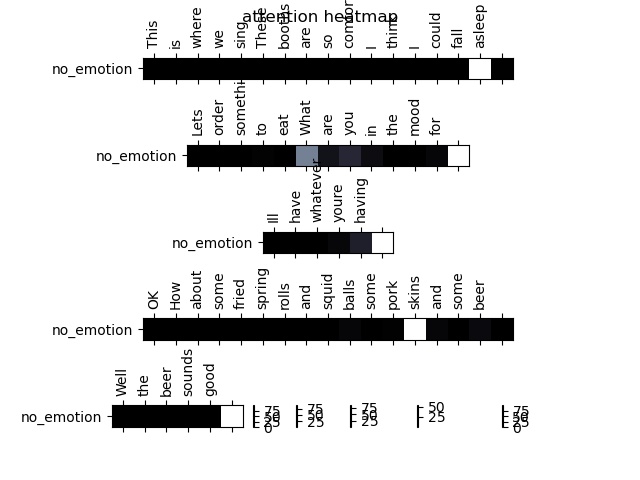 attention heatmap
This is where we sing These booths are so I think I could fall asleep
no_emotion
Lets order to eat What are you in the mood for
no_emotion
Ill have whatever youre having
no_emotion
OK How about some fried spring rolls and squid balls some pork skins and some beer
no_emotion
Well the beer sounds good
no_emotion
75 50 25 0
75 50 25
75 50 25
50 25
75 50 25 0